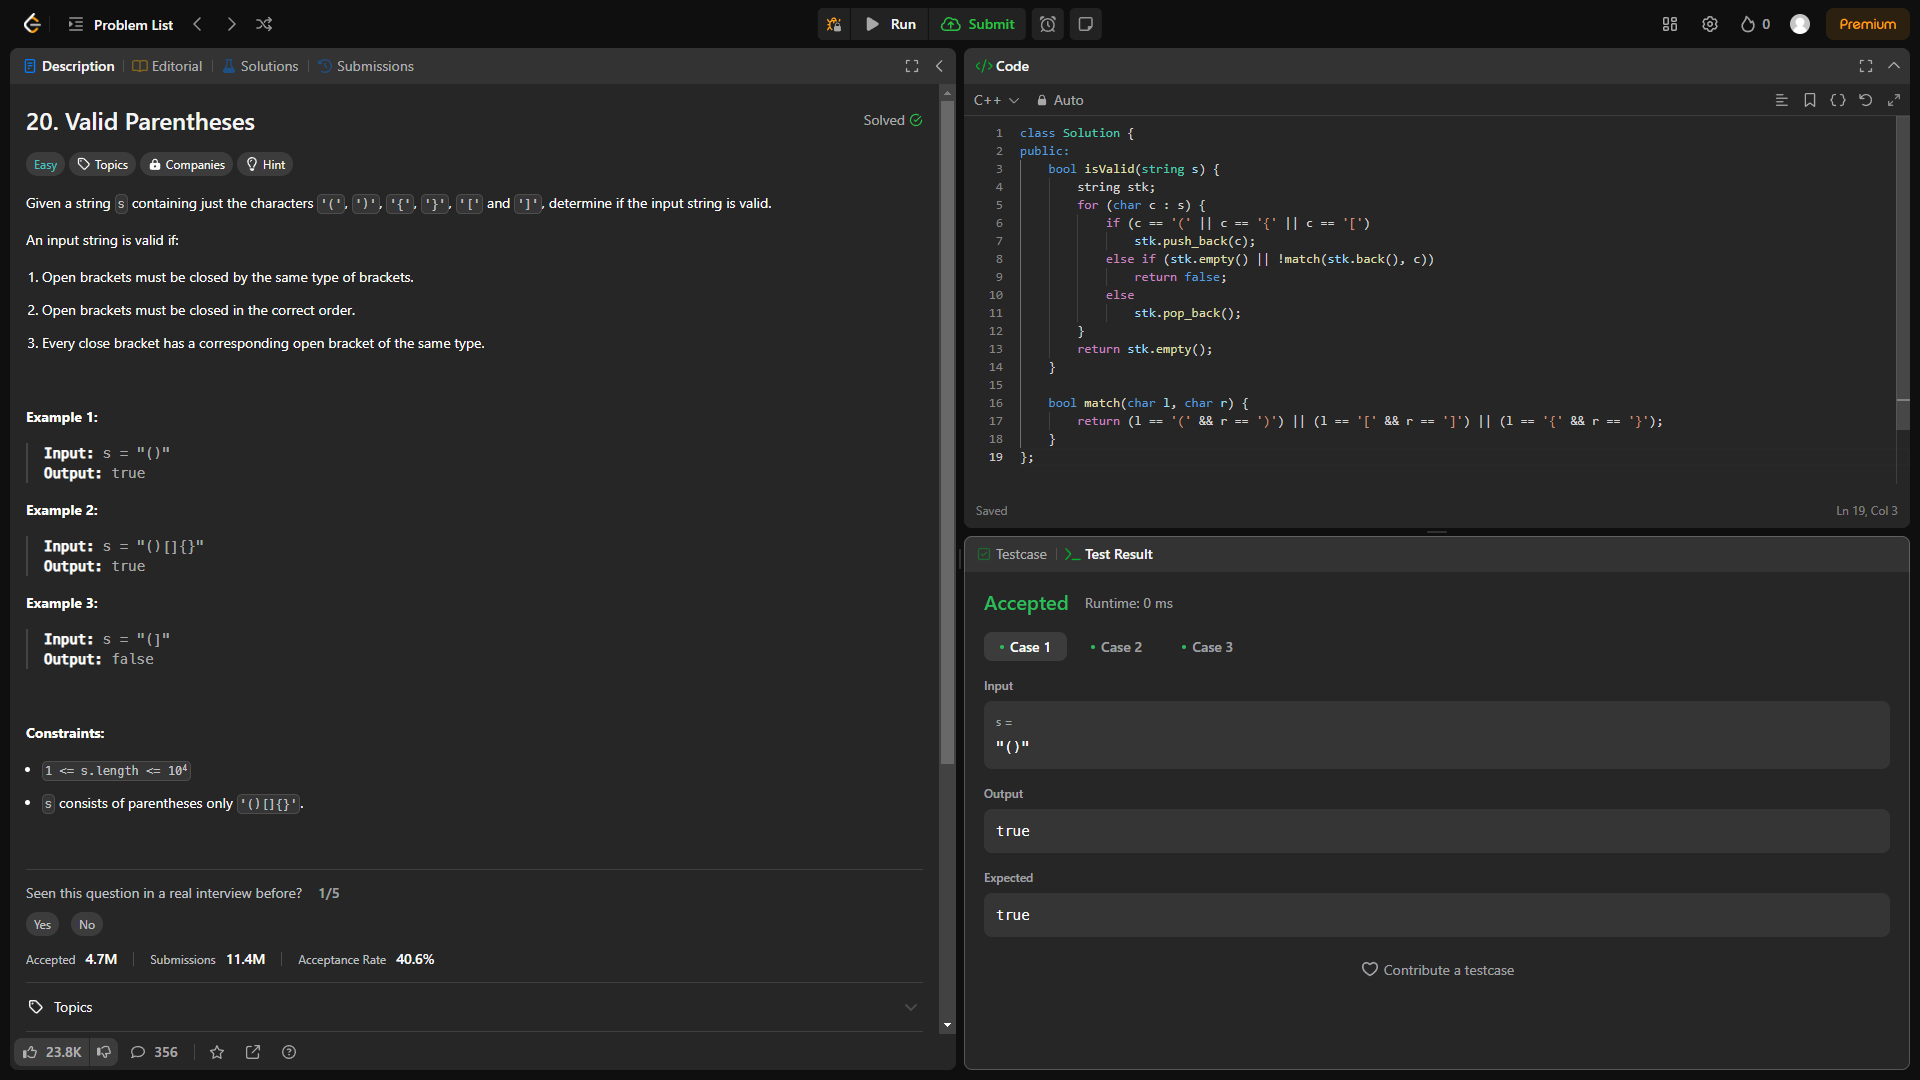 Problem List
Run
Submit
0
Premium
Description
Editorial
Solutions
Submissions
20. Valid Parentheses
Solved
Easy
Topics
Companies
Hint
Given a string s containing just the characters '(', ')', '{', '}', '[' and ']', determine if the input string is valid.
An input string is valid if:
1. Open brackets must be closed by the same type of brackets.
2. Open brackets must be closed in the correct order.
3. Every close bracket has a corresponding open bracket of the same type.
Example 1:
Input: s = "()"
Output: true
Example 2:
Input: s = "()[]{}"
Output: true
Example 3:
Input: s = "(]"
Output: false
Constraints:
• 1 <= s.length <= 10⁴
• s consists of parentheses only '()[]{}'.
Seen this question in a real interview before? 1/5
Yes
No
Accepted 4.7M
Submissions 11.4M
Acceptance Rate 40.6%
Topics
23.8K
356
</> Code
C++
Auto
1 class Solution {
2 public:
3     bool isValid(string s) {
4         string stk;
5         for (char c : s) {
6             if (c == '(' || c == '{' || c == '[')
7                 stk.push_back(c);
8             else if (stk.empty() || !match(stk.back(), c))
9                 return false;
10             else
11                 stk.pop_back();
12         }
13         return stk.empty();
14     }
15
16     bool match(char l, char r) {
17         return (l == '(' && r == ')') || (l == '[' && r == ']') || (l == '{' && r == '}');
18     }
19 };
Saved
Ln 19, Col 3
Testcase
>_ Test Result
Accepted
Runtime: 0 ms
• Case 1
• Case 2
• Case 3
Input
s =
"()"
Output
true
Expected
true
Contribute a testcase